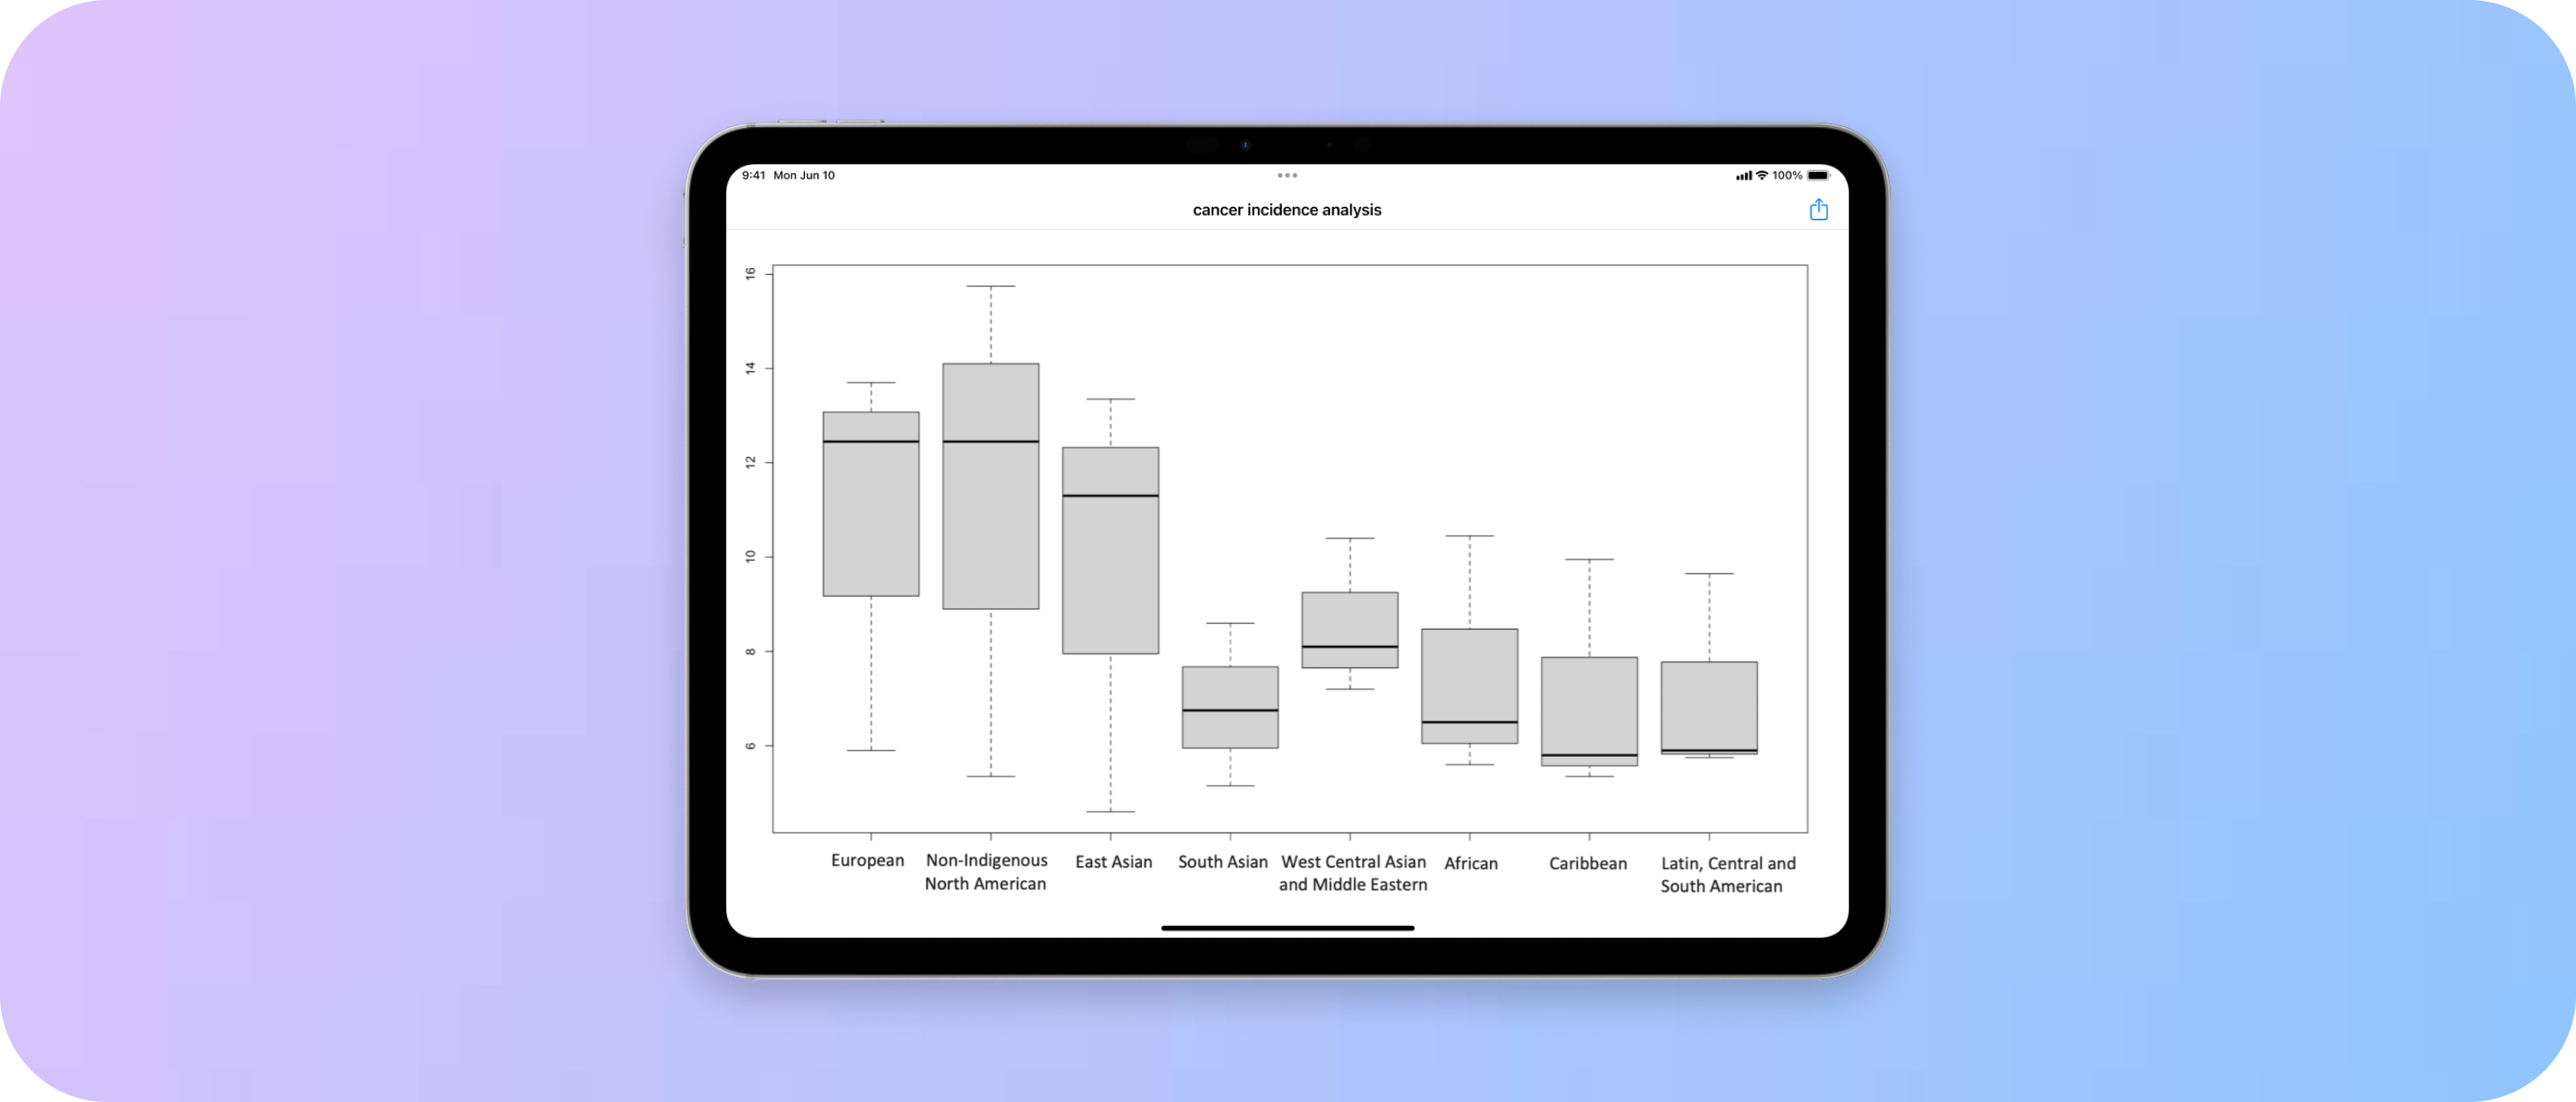 9:41 Mon Jun 10
100%
cancer incidence analysis
16
14
12
10
8
6
European
Non-Indigenous
North American
East Asian
South Asian
West Central Asian
and Middle Eastern
African
Caribbean
Latin, Central and
South American